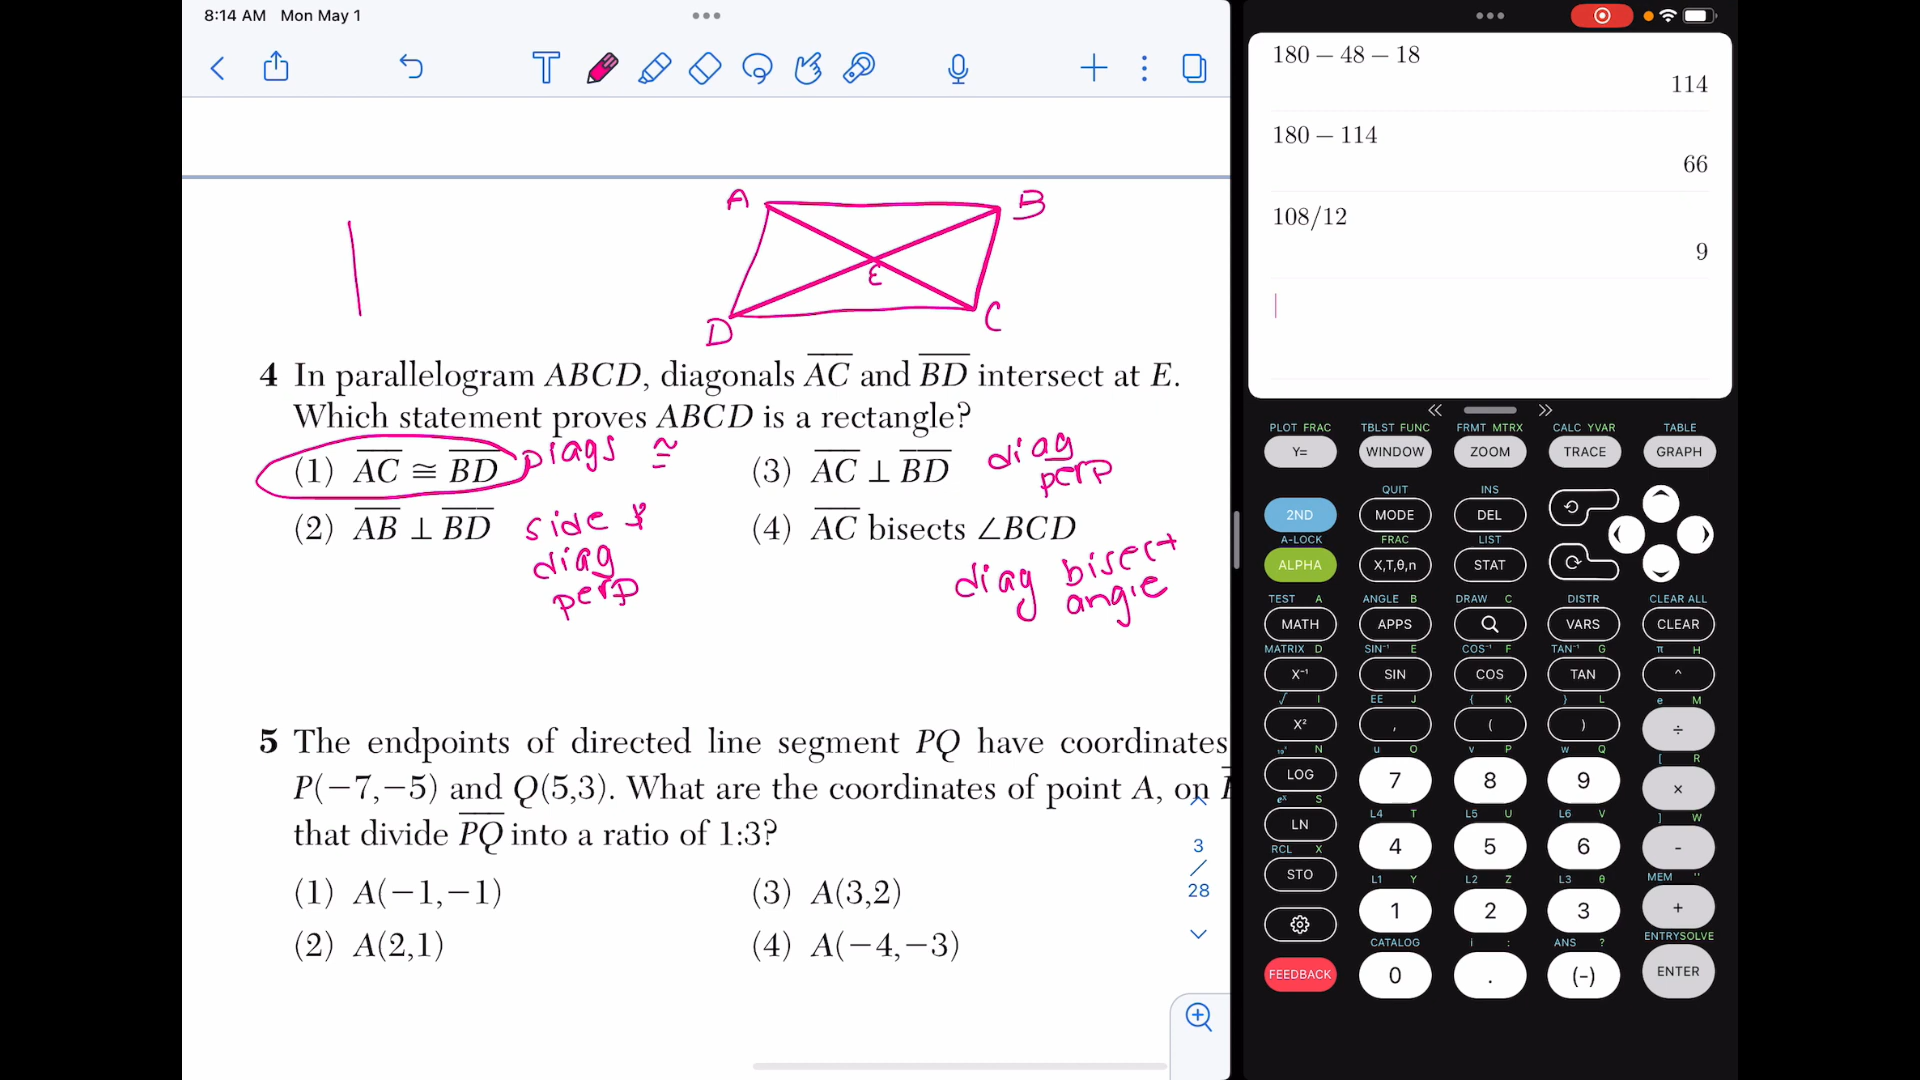 8:14 AM Mon May 1
T
A
B
E
D
C
4 In parallelogram ABCD, diagonals AC and BD intersect at E.
Which statement proves ABCD is a rectangle?
(1) AC ≅ BD
Diags ≅
(3) AC ⊥ BD
diag
perp
(2) AB ⊥ BD
side &
diag
perp
(4) AC bisects ∠BCD
diag bisect
angle
5 The endpoints of directed line segment PQ have coordinates
P(−7,−5) and Q(5,3). What are the coordinates of point A, on
that divide PQ into a ratio of 1:3?
(1) A(−1,−1)
(3) A(3,2)
(2) A(2,1)
(4) A(−4,−3)
3
/
28
180 − 48 − 18
114
180 − 114
66
108/12
9
PLOT FRAC TBLST FUNC FRMT MTRX CALC YVAR TABLE
Y= WINDOW ZOOM TRACE GRAPH
QUIT INS
2ND MODE DEL
A-LOCK FRAC LIST
ALPHA X,T,θ,n STAT
TEST A ANGLE B DRAW C DISTR CLEAR ALL
MATH APPS VARS CLEAR
MATRIX D SIN⁻¹ E COS⁻¹ F TAN⁻¹ G π H
X⁻¹ SIN COS TAN ^
√ I EE J { K } L e M
X² , ( ) ÷
N u O v P w Q [ R
LOG 7 8 9 ×
eˣ S L4 T L5 U L6 V ] W
LN 4 5 6 -
RCL X L1 Y L2 Z L3 θ MEM "
STO 1 2 3 +
CATALOG i : ANS ? ENTRY SOLVE
FEEDBACK 0 . (-) ENTER